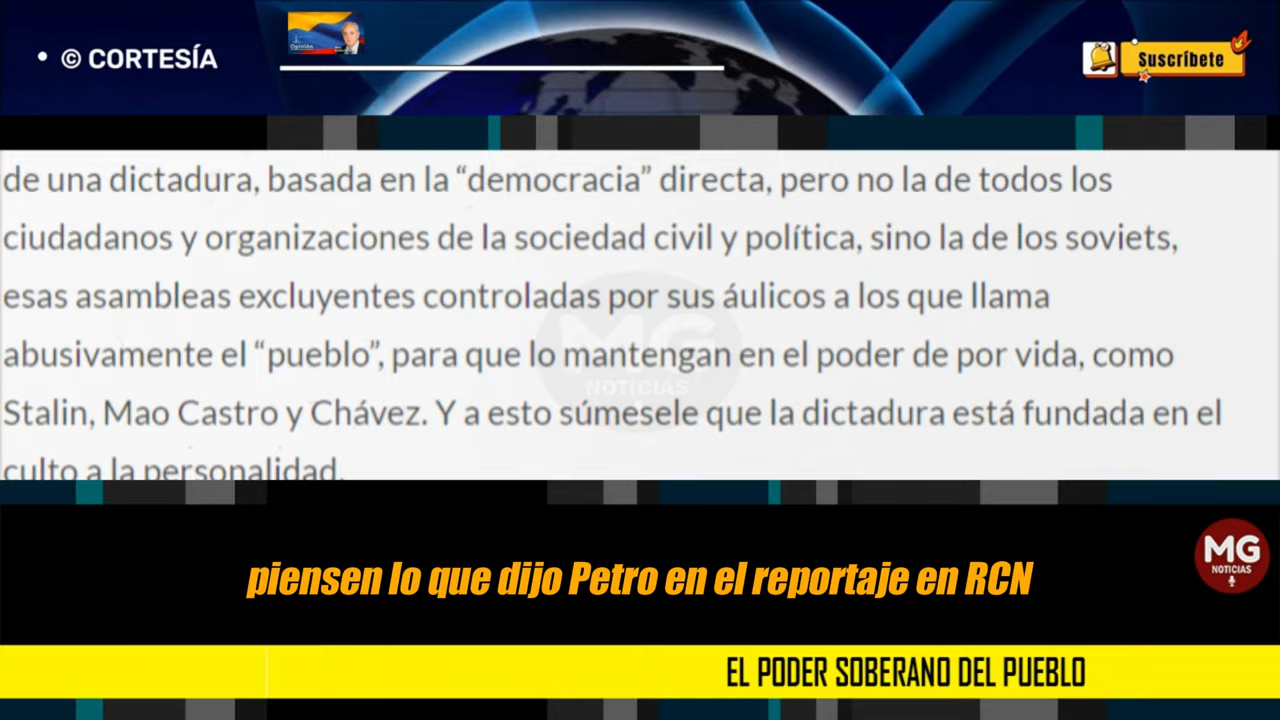 • © CORTESÍA
Opinión
Suscríbete
de una dictadura, basada en la “democracia” directa, pero no la de todos los
ciudadanos y organizaciones de la sociedad civil y política, sino la de los soviets,
esas asambleas excluyentes controladas por sus áulicos a los que llama
abusivamente el “pueblo”, para que lo mantengan en el poder de por vida, como
Stalin, Mao Castro y Chávez. Y a esto súmesele que la dictadura está fundada en el
culto a la personalidad.
MG
NOTICIAS
piensen lo que dijo Petro en el reportaje en RCN
MG
NOTICIAS
EL PODER SOBERANO DEL PUEBLO